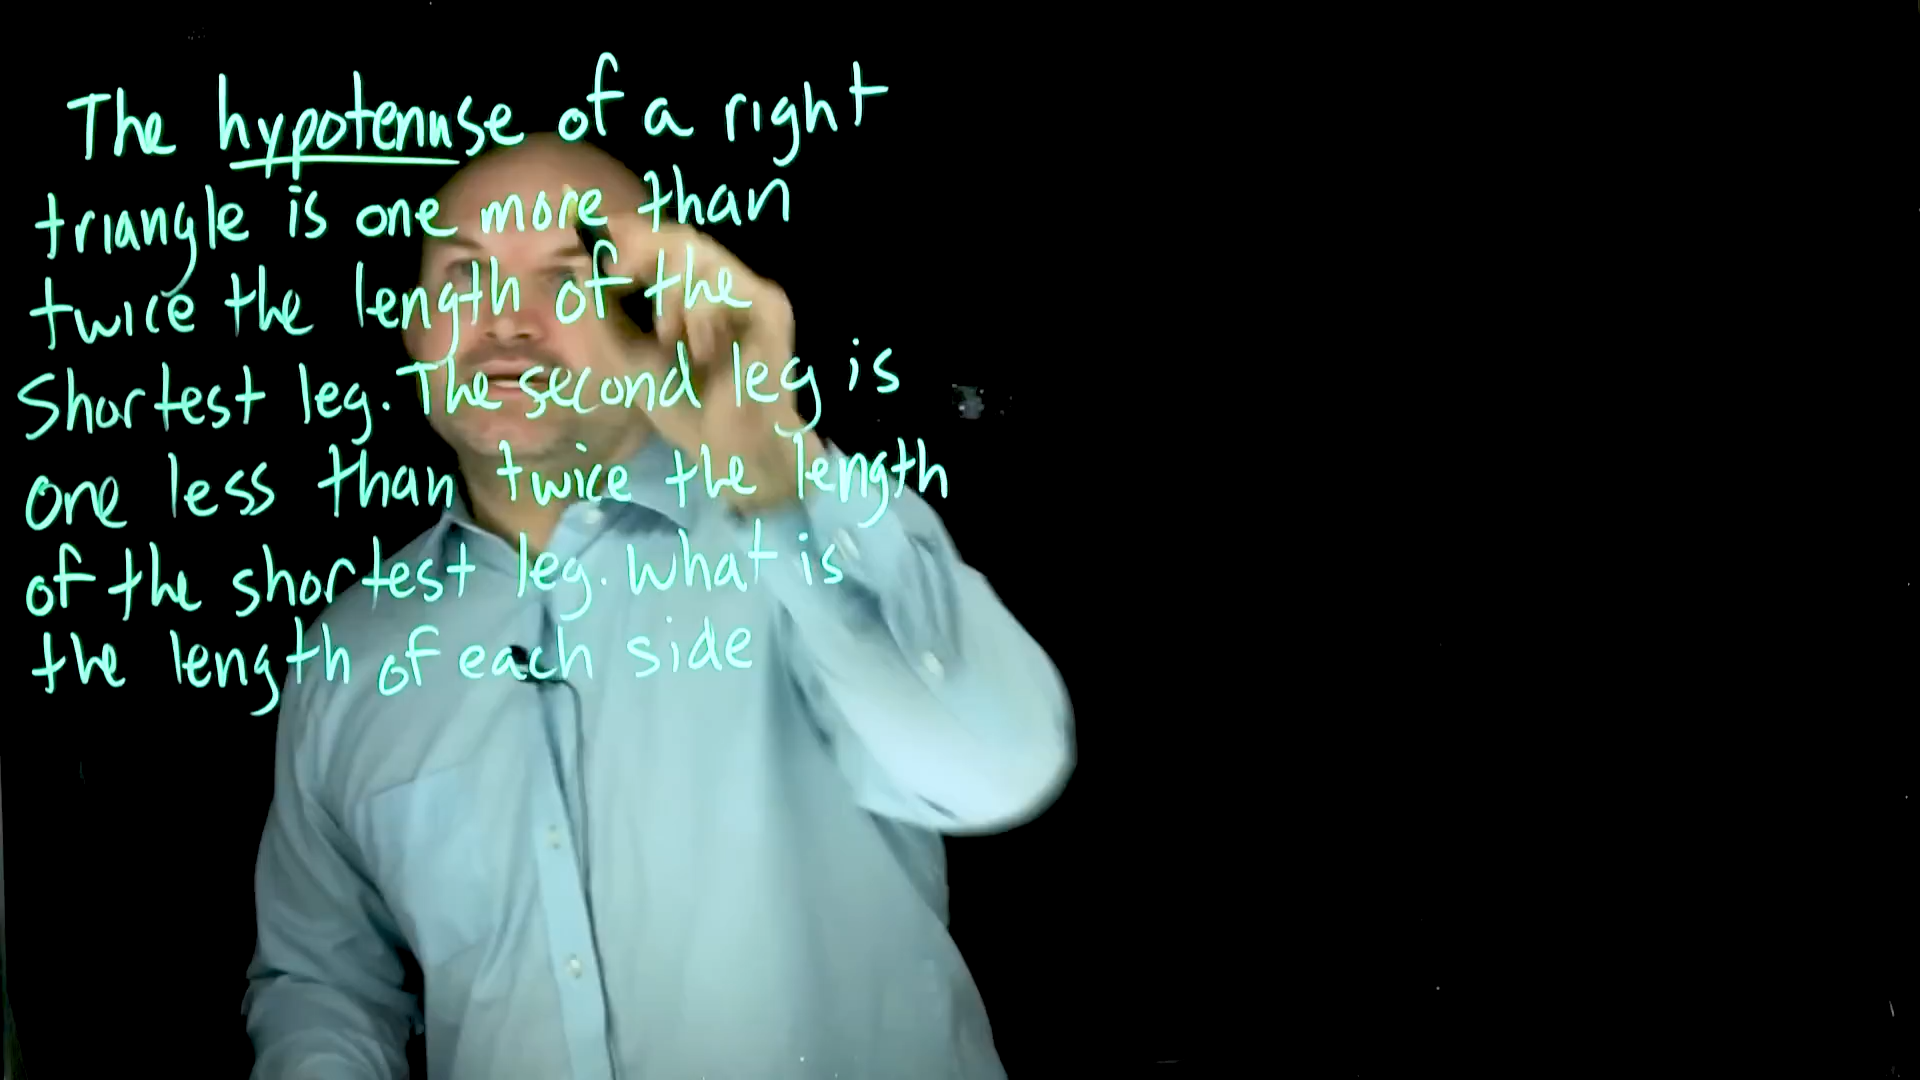 The hypotenuse of a right
triangle is one more than
twice the length of the
Shortest leg. The second leg is
one less than twice the length
of the shortest leg. What is
the length of each side